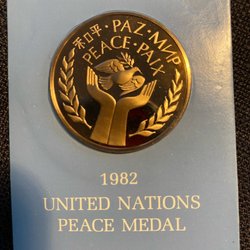 和平·PAZ·МИР
PEACE·PAIX
1982
UNITED NATIONS
PEACE MEDAL